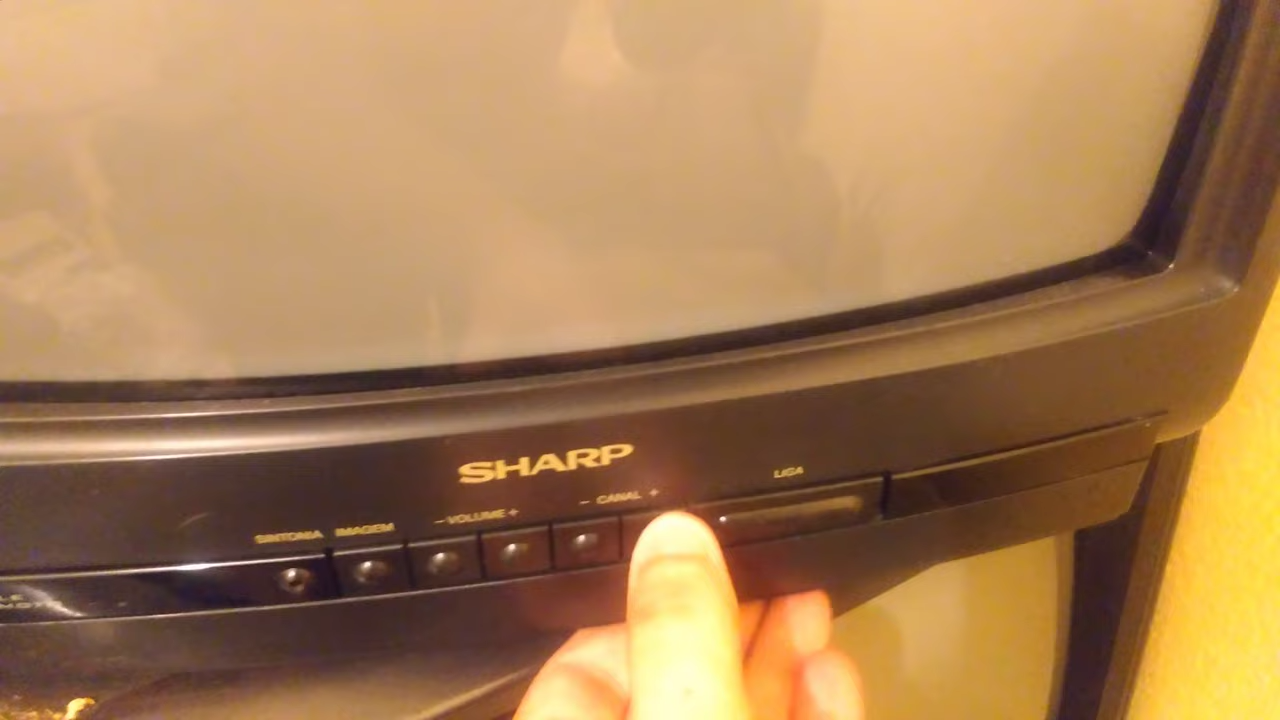 SHARP
LIGA
- CANAL +
- VOLUME +
IMAGEM
SINTONIA